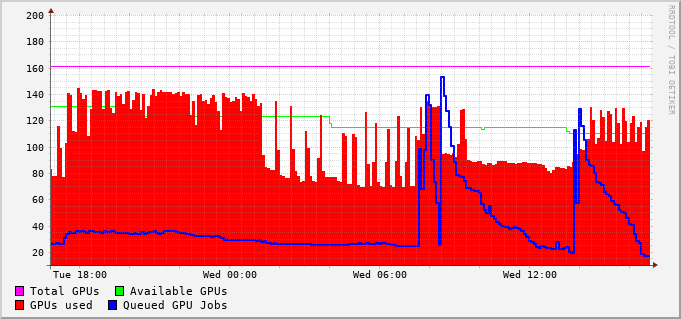 200
180
160
140
120
100
80
60
40
20
Tue 18:00 Wed 00:00 Wed 06:00 Wed 12:00
Total GPUs Available GPUs
GPUs used Queued GPU Jobs
RRDTOOL / TOBI OETIKER